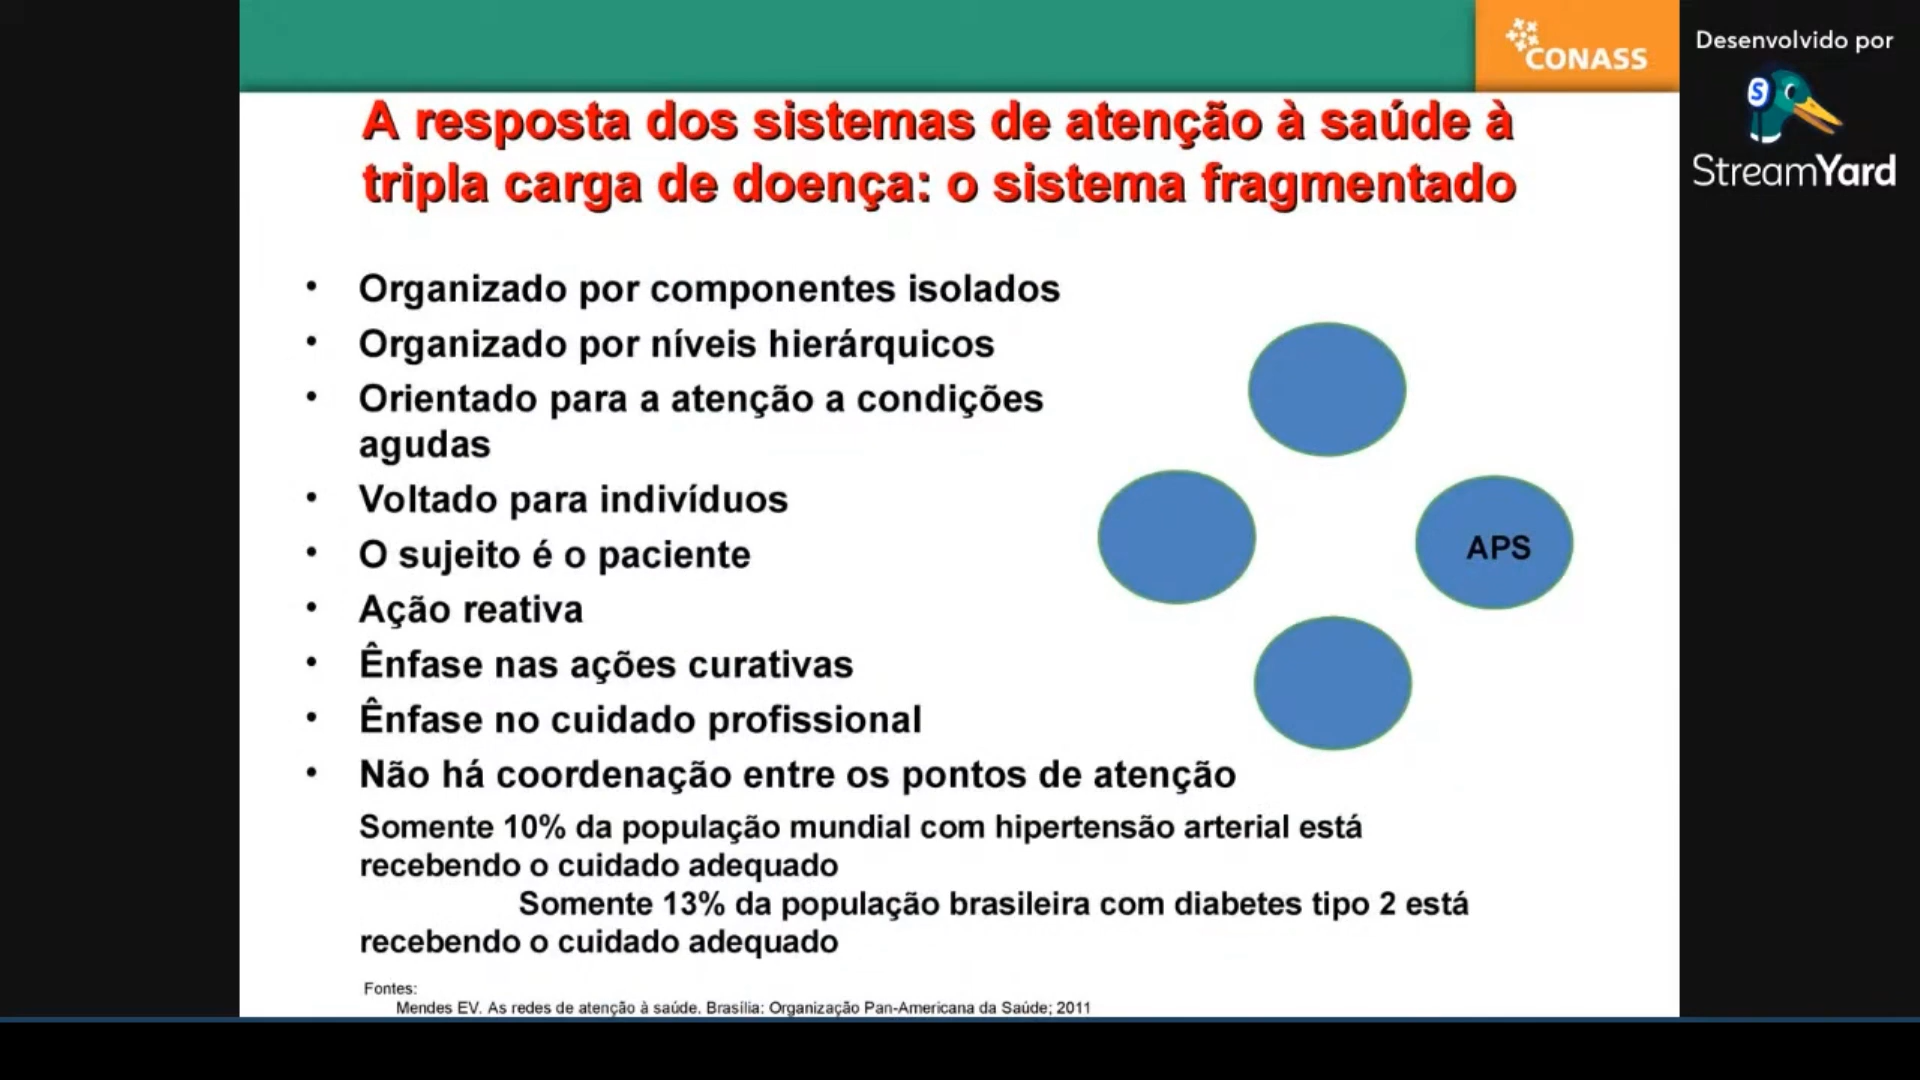 CONASS
Desenvolvido por
StreamYard
A resposta dos sistemas de atenção à saúde à
tripla carga de doença: o sistema fragmentado
• Organizado por componentes isolados
• Organizado por níveis hierárquicos
• Orientado para a atenção a condições
agudas
• Voltado para indivíduos
• O sujeito é o paciente
• Ação reativa
• Ênfase nas ações curativas
• Ênfase no cuidado profissional
• Não há coordenação entre os pontos de atenção
APS
Somente 10% da população mundial com hipertensão arterial está
recebendo o cuidado adequado
Somente 13% da população brasileira com diabetes tipo 2 está
recebendo o cuidado adequado
Fontes:
Mendes EV. As redes de atenção à saúde. Brasília: Organização Pan-Americana da Saúde; 2011